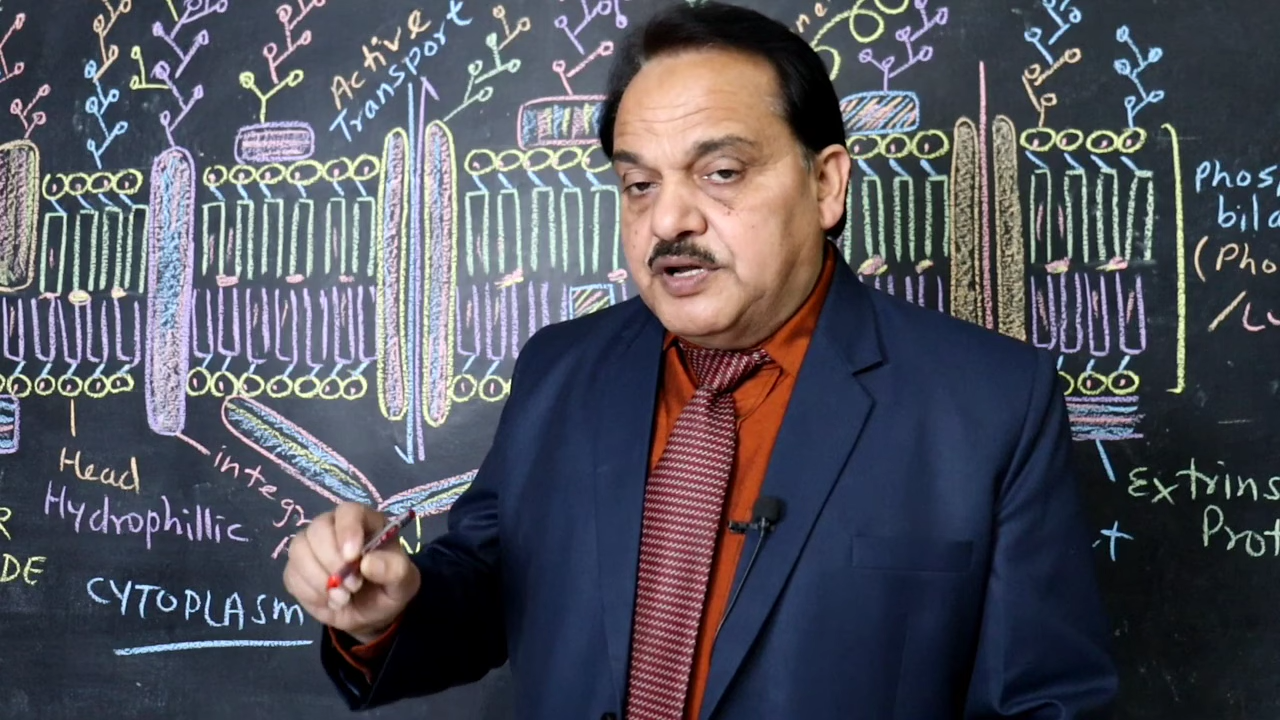 Active
Transport
Phos
bila
(Pho
Head
Hydrophillic
integ
R
DE
CYTOPLASM
Extrins
Prot